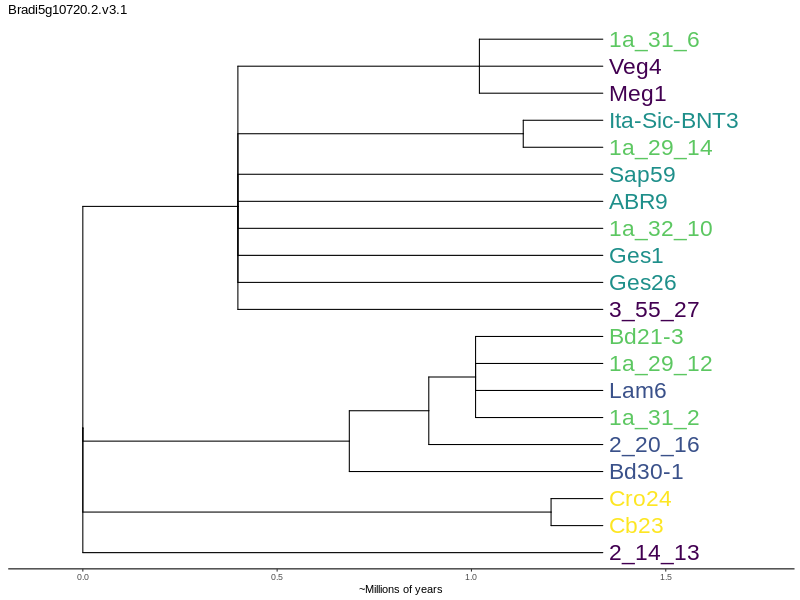 Bradi5g10720.2.v3.1
1a_31_6
Veg4
Meg1
Ita-Sic-BNT3
1a_29_14
Sap59
ABR9
1a_32_10
Ges1
Ges26
3_55_27
Bd21-3
1a_29_12
Lam6
1a_31_2
2_20_16
Bd30-1
Cro24
Cb23
2_14_13
0.0 0.5 1.0 1.5
~Millions of years